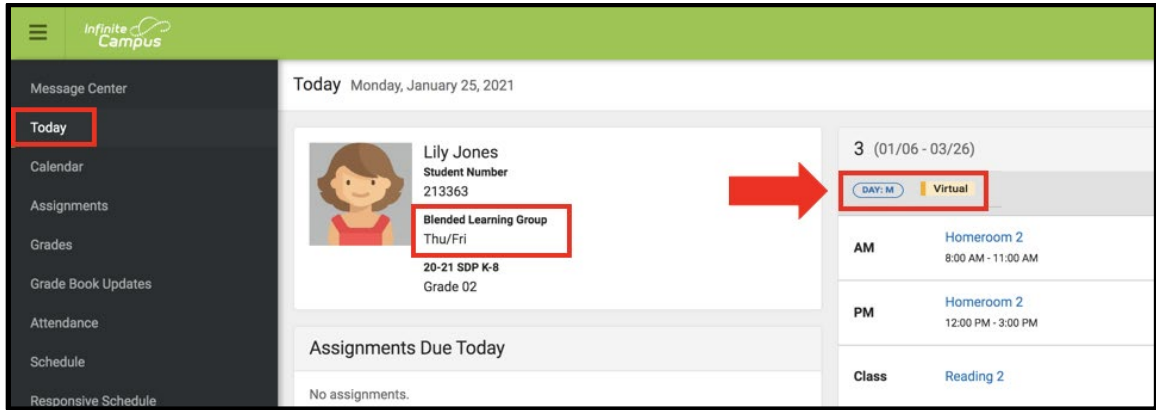 Infinite
Campus
Message Center
Today
Calendar
Assignments
Grades
Grade Book Updates
Attendance
Schedule
Responsive Schedule
Today Monday, January 25, 2021
Lily Jones
Student Number
213363
Blended Learning Group
Thu/Fri
20-21 SDP K-8
Grade 02
Assignments Due Today
No assignments.
3 (01/06 - 03/26)
DAY: M Virtual
AM Homeroom 2
8:00 AM - 11:00 AM
PM Homeroom 2
12:00 PM - 3:00 PM
Class Reading 2